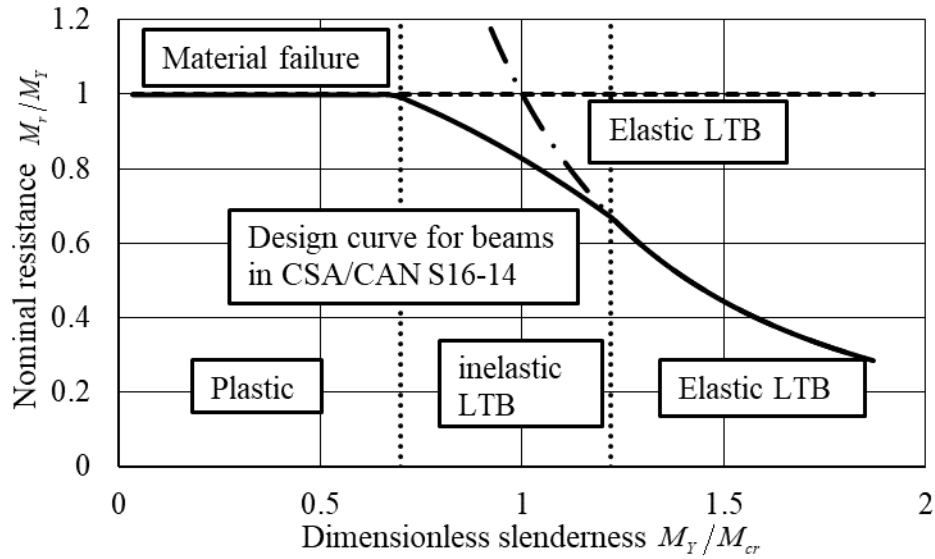 1.2
1
0.8
0.6
0.4
0.2
0
Nominal resistance M_r/M_Y
Material failure
Elastic LTB
Design curve for beams
in CSA/CAN S16-14
Plastic
inelastic
LTB
Elastic LTB
0 0.5 1 1.5 2
Dimensionless slenderness M_Y/M_cr